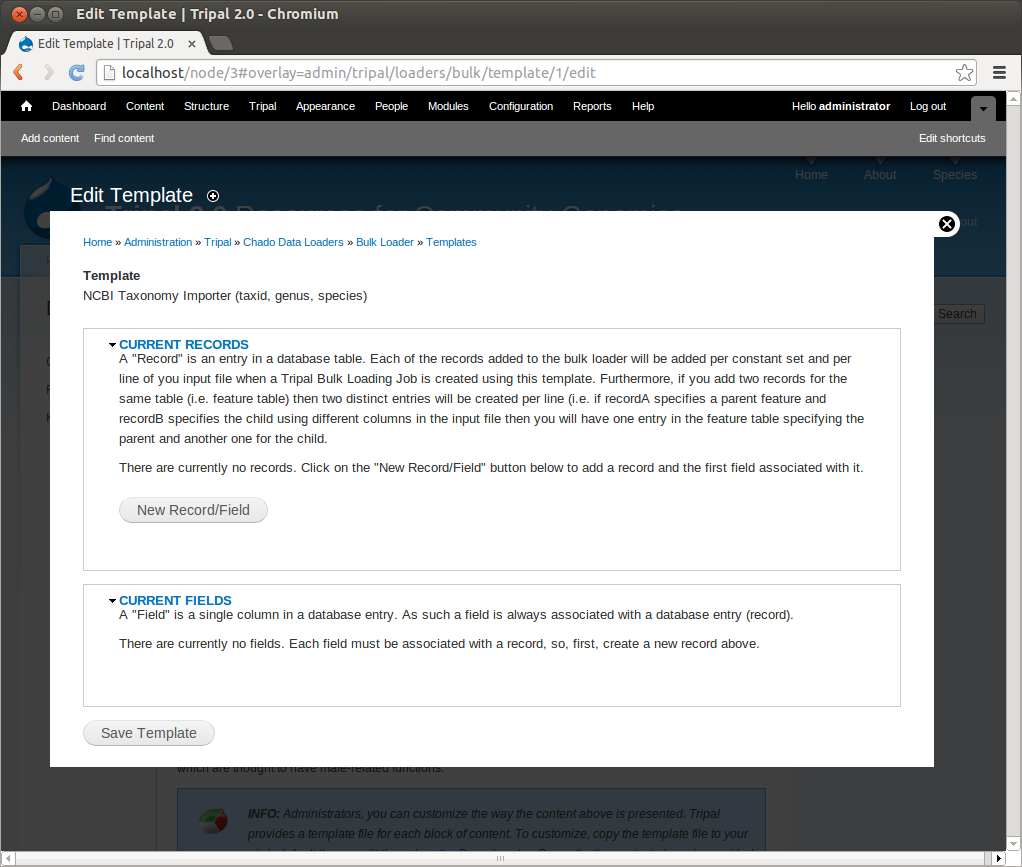 Edit Template | Tripal 2.0 - Chromium
Edit Template | Tripal 2.0
localhost/node/3#overlay=admin/tripal/loaders/bulk/template/1/edit
Dashboard Content Structure Tripal Appearance People Modules Configuration Reports Help Hello administrator Log out
Add content Find content Edit shortcuts
Home About Species
Edit Template
Tripal 2.0 Resources for Community Genomics
out
Home » Administration » Tripal » Chado Data Loaders » Bulk Loader » Templates
Template
NCBI Taxonomy Importer (taxid, genus, species)
Search
CURRENT RECORDS
A "Record" is an entry in a database table. Each of the records added to the bulk loader will be added per constant set and per
line of you input file when a Tripal Bulk Loading Job is created using this template. Furthermore, if you add two records for the
same table (i.e. feature table) then two distinct entries will be created per line (i.e. if recordA specifies a parent feature and
recordB specifies the child using different columns in the input file then you will have one entry in the feature table specifying the
parent and another one for the child.
There are currently no records. Click on the "New Record/Field" button below to add a record and the first field associated with it.
New Record/Field
CURRENT FIELDS
A "Field" is a single column in a database entry. As such a field is always associated with a database entry (record).
There are currently no fields. Each field must be associated with a record, so, first, create a new record above.
Save Template
which are thought to have male-related functions.
INFO: Administrators, you can customize the way the content above is presented. Tripal
provides a template file for each block of content. To customize, copy the template file to your